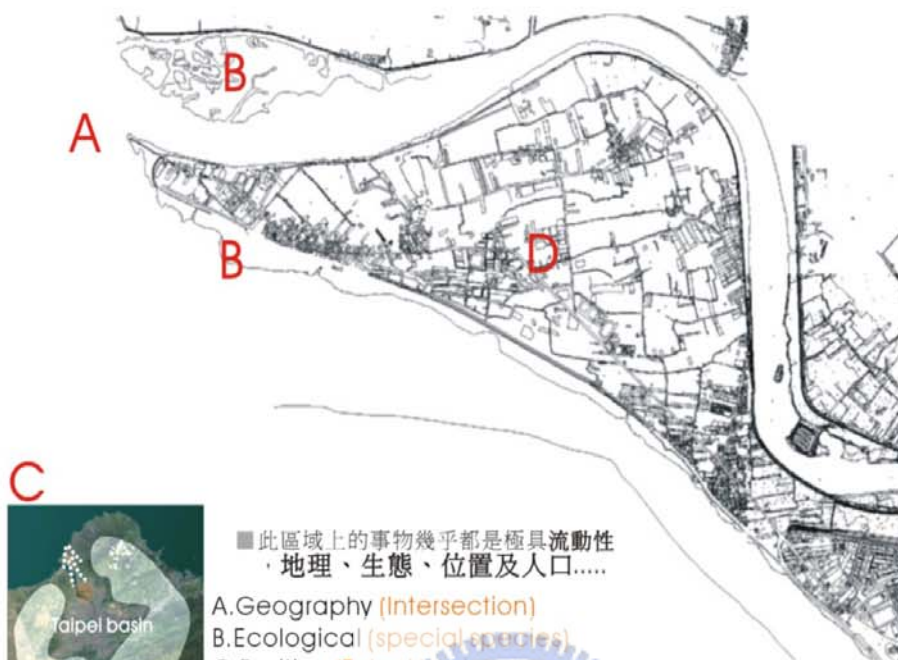 B
A
B
D
C
Taipei basin
■此區域上的事物幾乎都是極具流動性
，地理、生態、位置及人口.....
A.Geography (Intersection)
B.Ecological (special species)